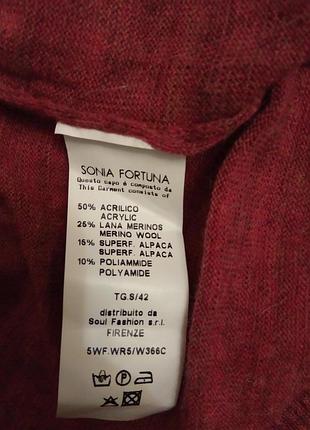 SONIA FORTUNA
Questo capo é composto da
This Garment consists of
50% ACRILICO
ACRYLIC
25% LANA MERINOS
MERINO WOOL
15% SUPERF. ALPACA
SUPERF. ALPACA
10% POLIAMMIDE
POLYAMIDE
TG.S/42
distribuito da
Soul Fashion s.r.l.
FIRENZE
5WF.WR5/W366C